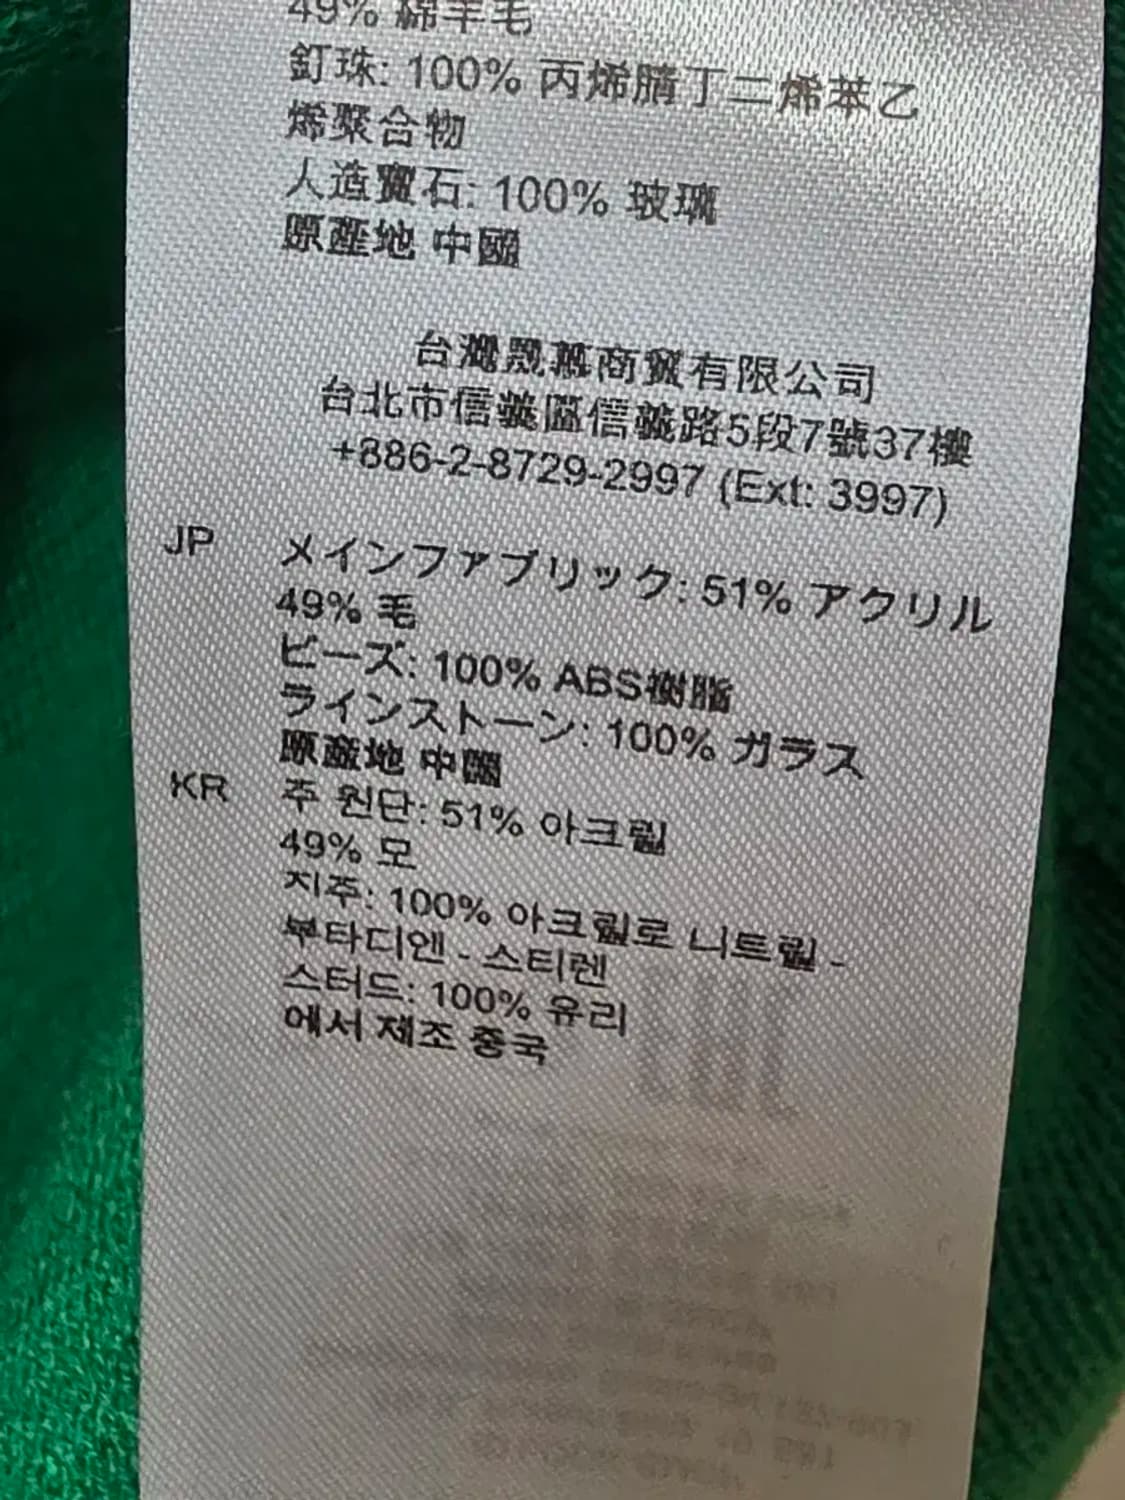 49% 綿羊毛
釘珠: 100% 丙烯腈丁二烯苯乙
烯聚合物
人造寶石: 100% 玻璃
原產地 中國
台灣晟慕商貿有限公司
台北市信義區信義路5段7號37樓
+886-2-8729-2997 (Ext: 3997)
JP メインファブリック: 51% アクリル
49% 毛
ビーズ: 100% ABS樹脂
ラインストーン: 100% ガラス
原産地 中国
KR 주 원단: 51% 아크릴
49% 모
지주: 100% 아크릴로 니트릴 -
부타디엔 - 스티렌
스터드: 100% 유리
에서 제조 중국